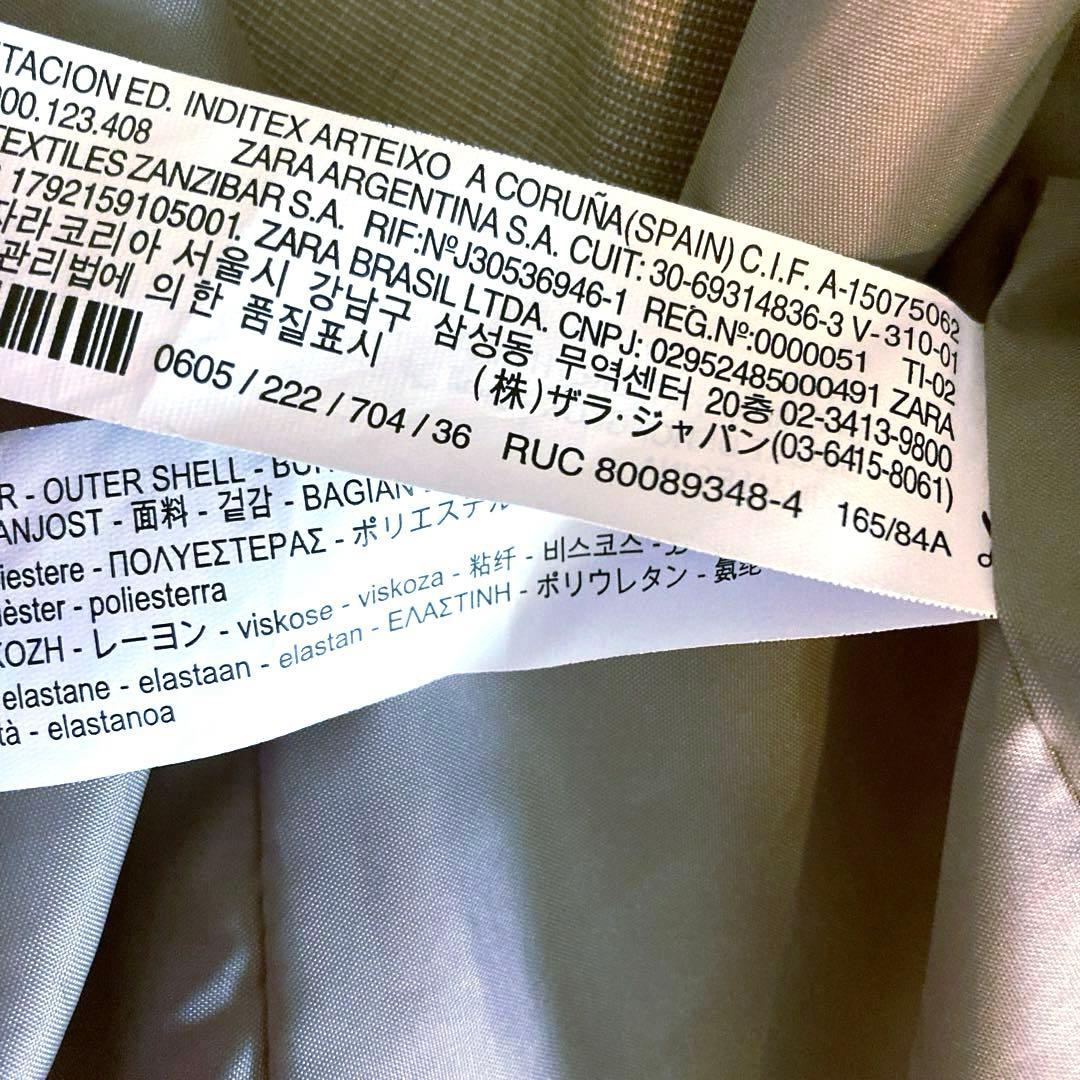 TACION ED. INDITEX ARTEIXO A CORUÑA(SPAIN) C.I.F. A-15075062
00.123.408 ZARA ARGENTINA S.A. CUIT: 30-69314836-3 V-310-01
TEXTILES ZANZIBAR S.A. RIF:NºJ30536946-1 REG.Nº:0000051 TI-02
1792159105001. ZARA BRASIL LTDA. CNPJ: 02952485000491 ZARA
자라코리아 서울시 강남구 삼성동 무역센터 20층 02-3413-9800
관리법에 의한 품질표시 (株)ザラ·ジャパン(03-6415-8061)
0605 / 222 / 704 / 36 RUC 80089348-4 165/84A
R - OUTER SHELL -
ANJOST - 面料 - 겉감 - BAGIAN
iestere - ΠΟΛΥΕΣΤΕΡΑΣ - ポリエステル
ièster - poliesterra
KOZH - レーヨン - viskose - viskoza - 粘纤 - 비스코스 -
elastane - elastaan - elastan - ΕΛΑΣΤΙΝΗ - ポリウレタン - 氨纶
tà - elastanoa